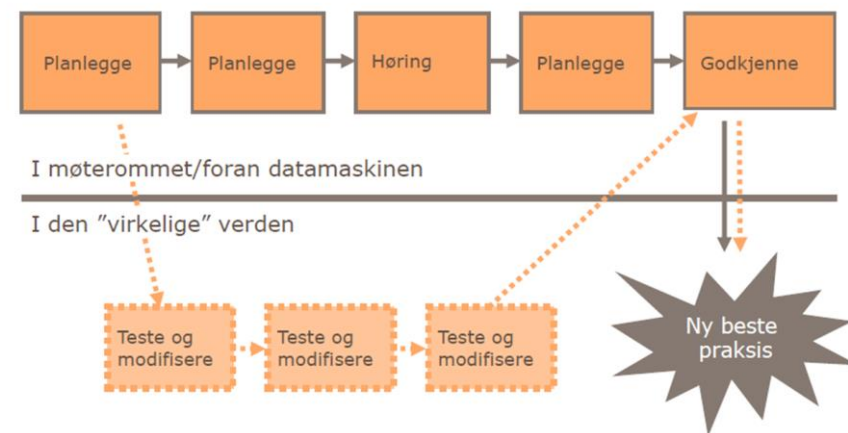 Planlegge
Planlegge
Høring
Planlegge
Godkjenne
I møterommet/foran datamaskinen
I den ”virkelige” verden
Teste og
modifisere
Teste og
modifisere
Teste og
modifisere
Ny beste
praksis